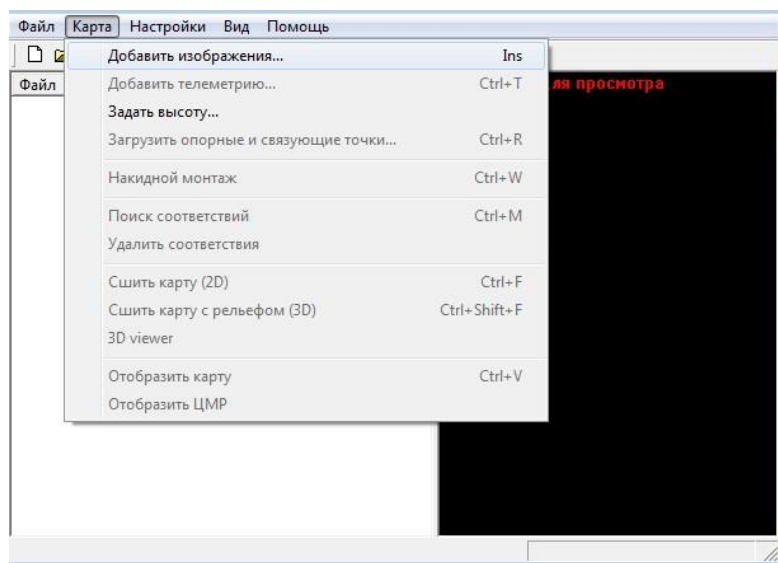 Файл Карта Настройки Вид Помощь
Файл
ля просмотра
Добавить изображения... Ins
Добавить телеметрию... Ctrl+T
Задать высоту...
Загрузить опорные и связующие точки... Ctrl+R
Накидной монтаж Ctrl+W
Поиск соответствий Ctrl+M
Удалить соответствия
Сшить карту (2D) Ctrl+F
Сшить карту с рельефом (3D) Ctrl+Shift+F
3D viewer
Отобразить карту Ctrl+V
Отобразить ЦМР